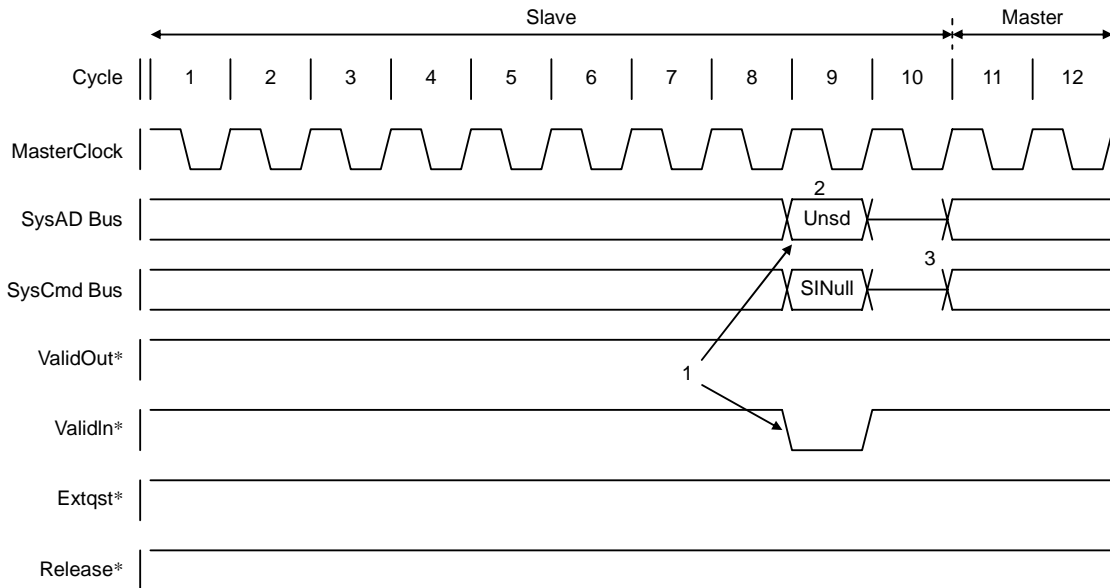 Slave Master
Cycle 1 2 3 4 5 6 7 8 9 10 11 12
MasterClock
2
SysAD Bus Unsd
3
SysCmd Bus SINull
ValidOut*
1
ValidIn*
Extqst*
Release*